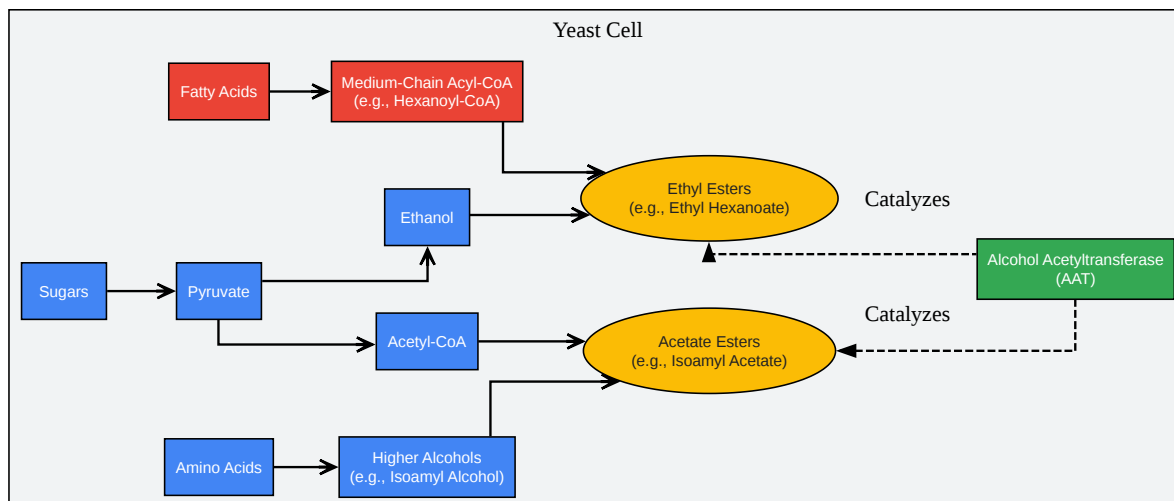 Yeast Cell
Fatty Acids
Medium-Chain Acyl-CoA
(e.g., Hexanoyl-CoA)
Ethyl Esters
(e.g., Ethyl Hexanoate)
Catalyzes
Ethanol
Alcohol Acetyltransferase
(AAT)
Sugars
Pyruvate
Catalyzes
Acetyl-CoA
Acetate Esters
(e.g., Isoamyl Acetate)
Amino Acids
Higher Alcohols
(e.g., Isoamyl Alcohol)